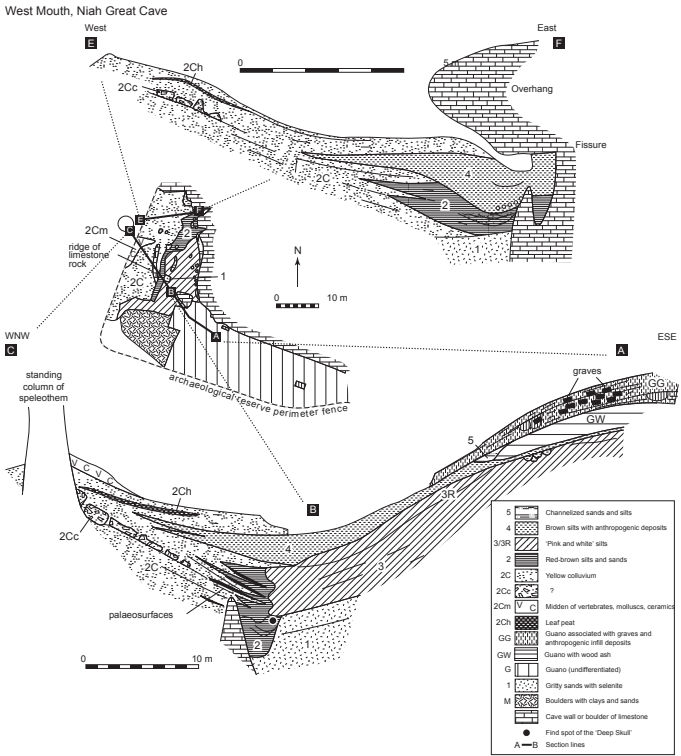 West Mouth, Niah Great Cave
West
East
E
F
2Ch
0
5 m
2Cc
Overhang
Fissure
4
2C
2
1
E
F
2Cm
C
2
ridge of
limestone
rock
N
1
2C
B
0
10 m
A
WNW
ESE
C
A
archaeological reserve perimeter fence
standing
column of
speleothem
graves
GG
GW
5
V C V C
2Ch
B
3R
2Cc
4
2C
3
palaeosurfaces
2
1
0
10 m
5 Channelized sands and silts
4 Brown silts with anthropogenic deposits
3/3R 'Pink and white' silts
2 Red-brown silts and sands
2C Yellow colluvium
2Cc ?
2Cm V C Midden of vertebrates, molluscs, ceramics
2Ch Leaf peat
GG Guano associated with graves and
anthropogenic infill deposits
GW Guano with wood ash
G Guano (undifferentiated)
1 Gritty sands with selenite
M Boulders with clays and sands
Cave wall or boulder of limestone
Find spot of the 'Deep Skull'
A B Section lines